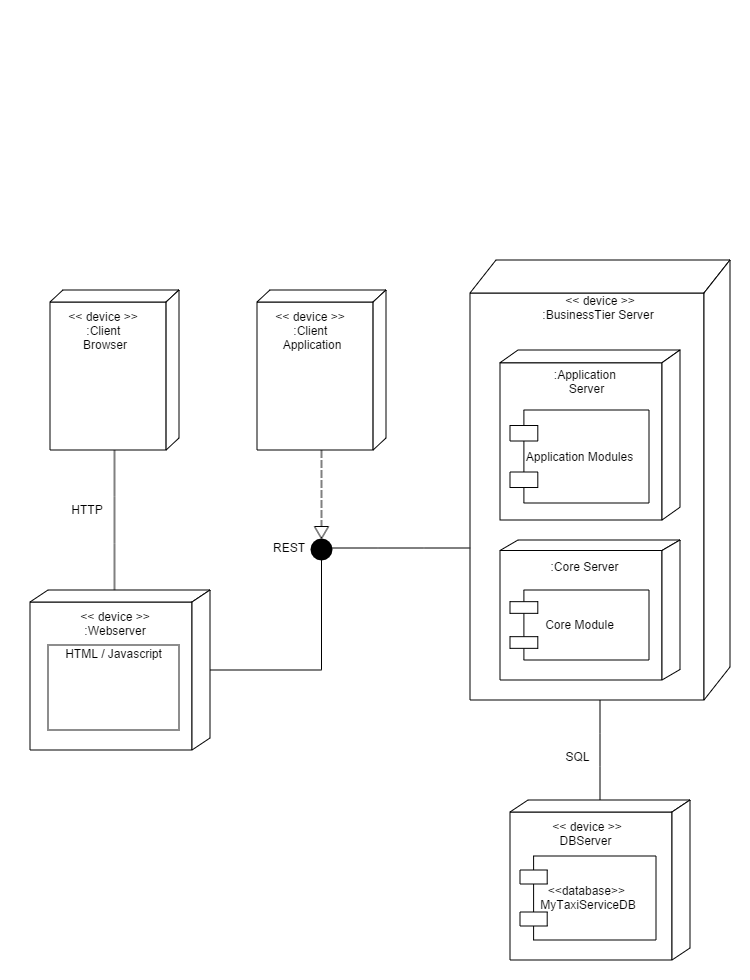 << device >>
:Client
Browser
<< device >>
:Client
Application
<< device >>
:BusinessTier Server
:Application
Server
Application Modules
HTTP
REST
:Core Server
Core Module
<< device >>
:Webserver
HTML / Javascript
SQL
<< device >>
DBServer
<<database>>
MyTaxiServiceDB